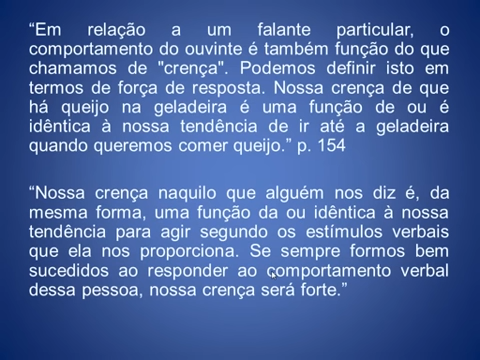 “Em relação a um falante particular, o
comportamento do ouvinte é também função do que
chamamos de "crença". Podemos definir isto em
termos de força de resposta. Nossa crença de que
há queijo na geladeira é uma função de ou é
idêntica à nossa tendência de ir até a geladeira
quando queremos comer queijo.” p. 154
“Nossa crença naquilo que alguém nos diz é, da
mesma forma, uma função da ou idêntica à nossa
tendência para agir segundo os estímulos verbais
que ela nos proporciona. Se sempre formos bem
sucedidos ao responder ao comportamento verbal
dessa pessoa, nossa crença será forte.”